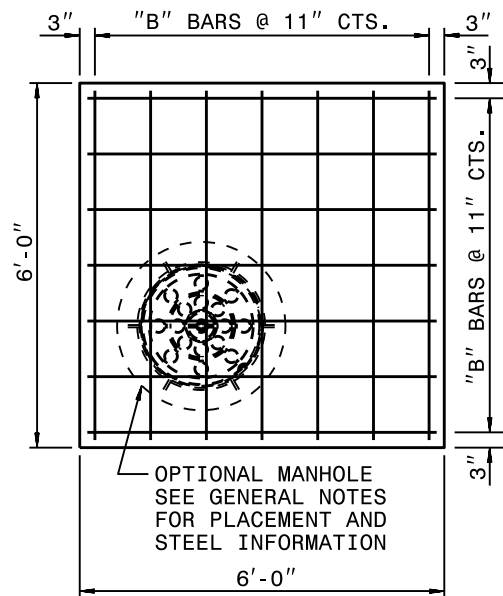 3"
"B" BARS @ 11" CTS.
3"
3"
6'-0"
"B" BARS @ 11" CTS.
3"
OPTIONAL MANHOLE
SEE GENERAL NOTES
FOR PLACEMENT AND
STEEL INFORMATION
6'-0"